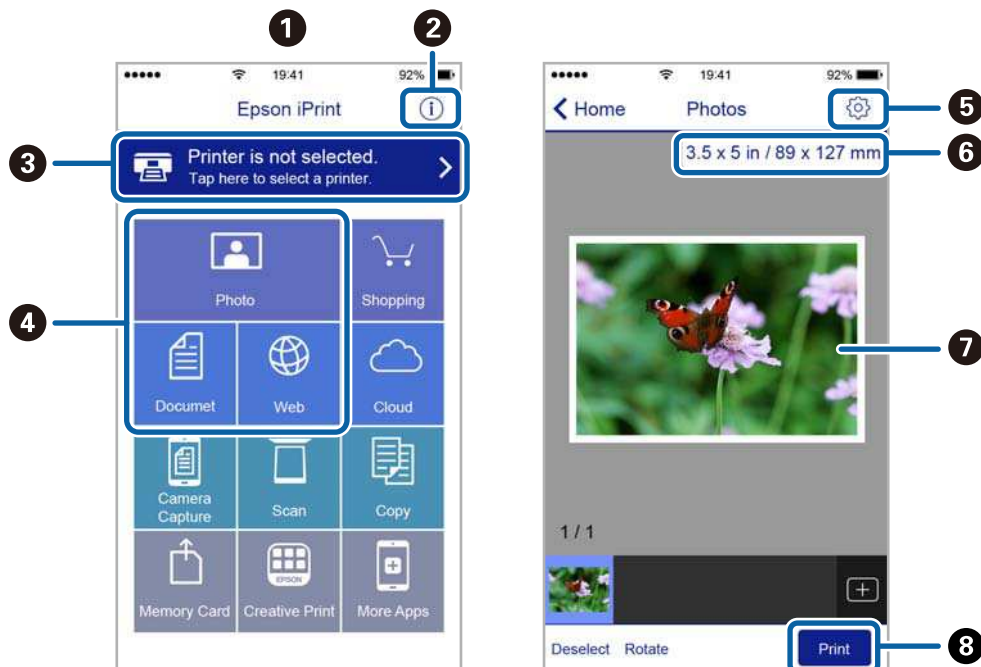 1
2
19:41
92%
Epson iPrint
i
3
Printer is not selected.
Tap here to select a printer.
4
Photo
Shopping
Documet
Web
Cloud
Camera
Capture
Scan
Copy
EPSON
Memory Card
Creative Print
More Apps
19:41
92%
Home
Photos
5
3.5 x 5 in / 89 x 127 mm
6
7
1 / 1
Deselect
Rotate
Print
8